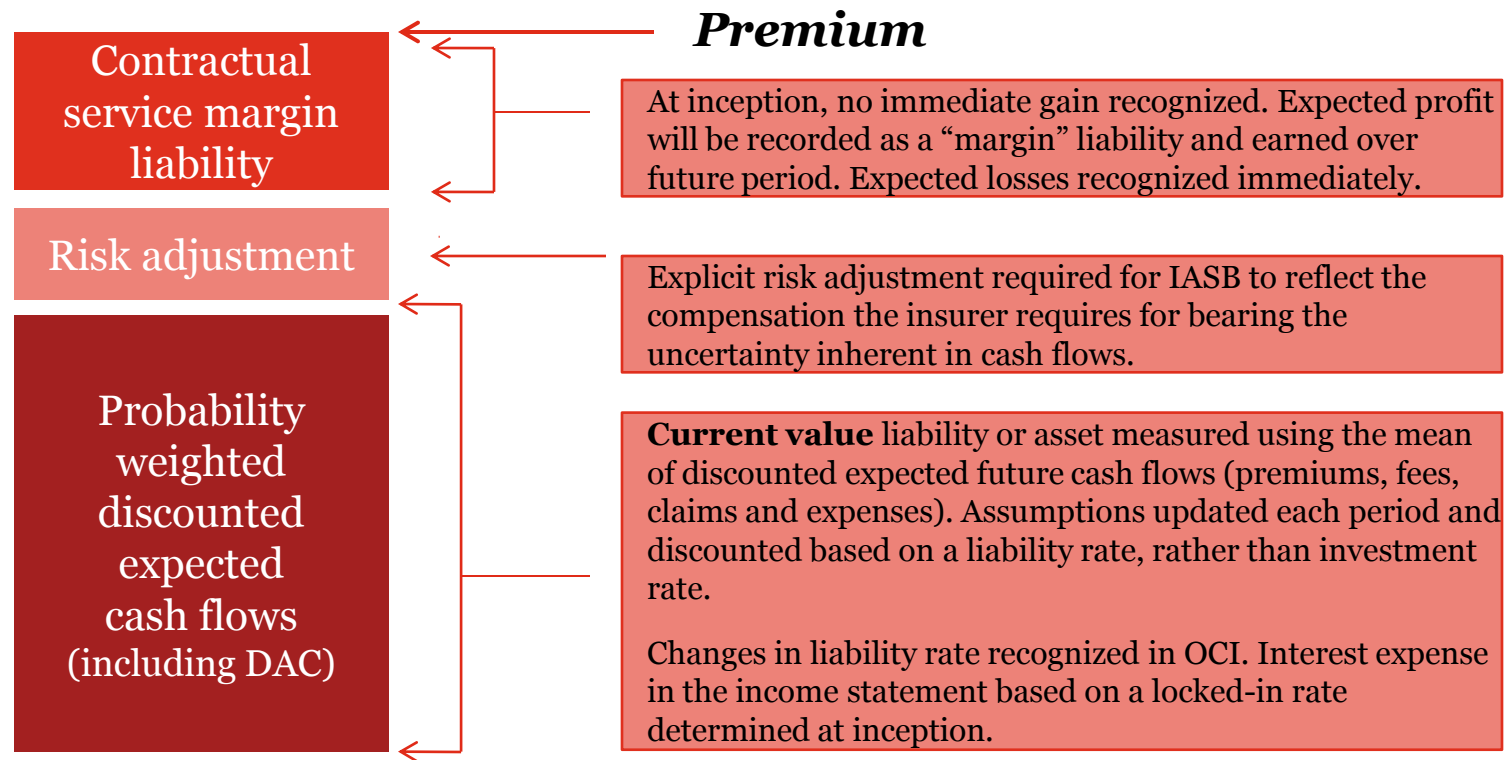 Premium
Contractual
service margin
liability
At inception, no immediate gain recognized. Expected profit
will be recorded as a “margin” liability and earned over
future period. Expected losses recognized immediately.
Risk adjustment
Explicit risk adjustment required for IASB to reflect the
compensation the insurer requires for bearing the
uncertainty inherent in cash flows.
Probability
weighted
discounted
expected
cash flows
(including DAC)
Current value liability or asset measured using the mean
of discounted expected future cash flows (premiums, fees,
claims and expenses). Assumptions updated each period and
discounted based on a liability rate, rather than investment
rate.
Changes in liability rate recognized in OCI. Interest expense
in the income statement based on a locked-in rate
determined at inception.